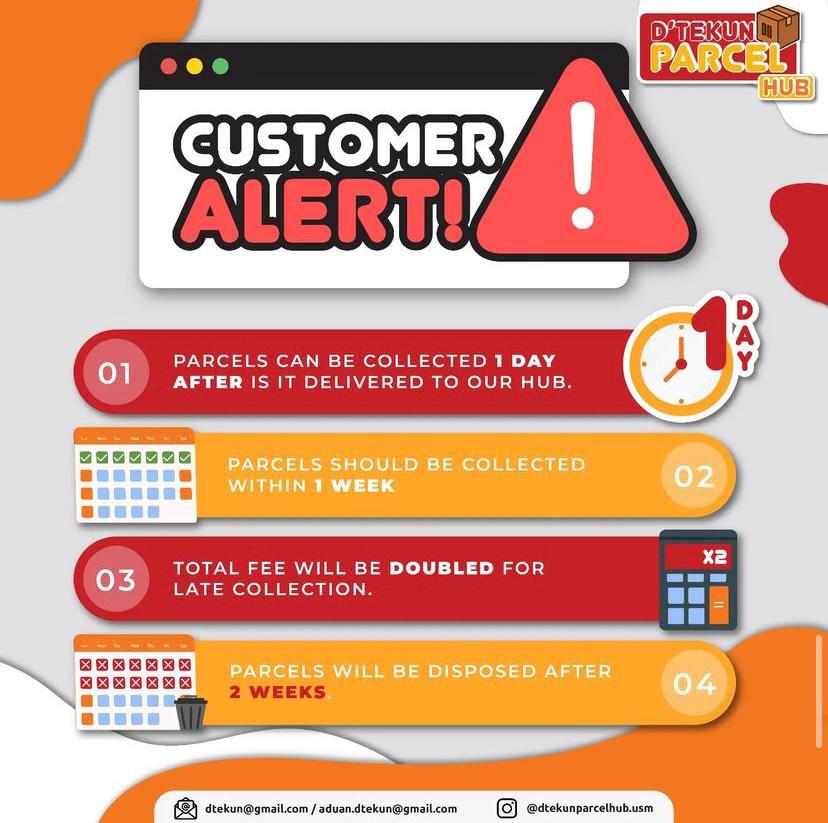 D'TEKUN
PARCEL
HUB
CUSTOMER
ALERT!
01
PARCELS CAN BE COLLECTED 1 DAY
AFTER IS IT DELIVERED TO OUR HUB.
1
DAY
PARCELS SHOULD BE COLLECTED
WITHIN 1 WEEK
02
03
TOTAL FEE WILL BE DOUBLED FOR
LATE COLLECTION.
X2
=
PARCELS WILL BE DISPOSED AFTER
2 WEEKS.
04
dtekun@gmail.com / aduan.dtekun@gmail.com
@dtekunparcelhub.usm